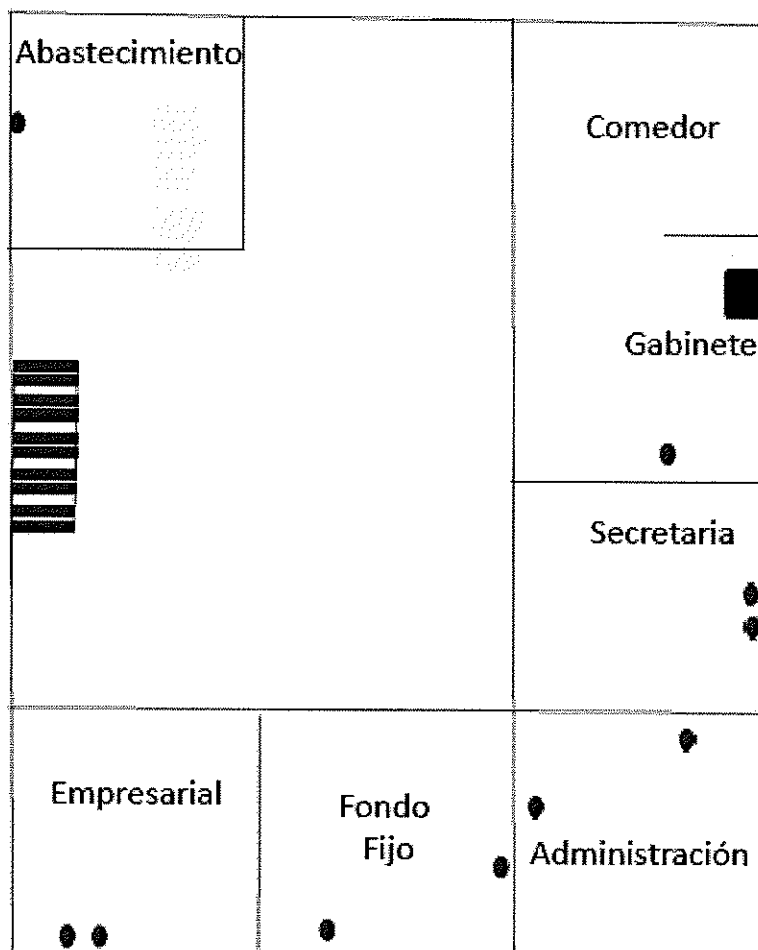 Abastecimiento
Comedor
Gabinete
Secretaria
Empresarial
Fondo
Fijo
Administración